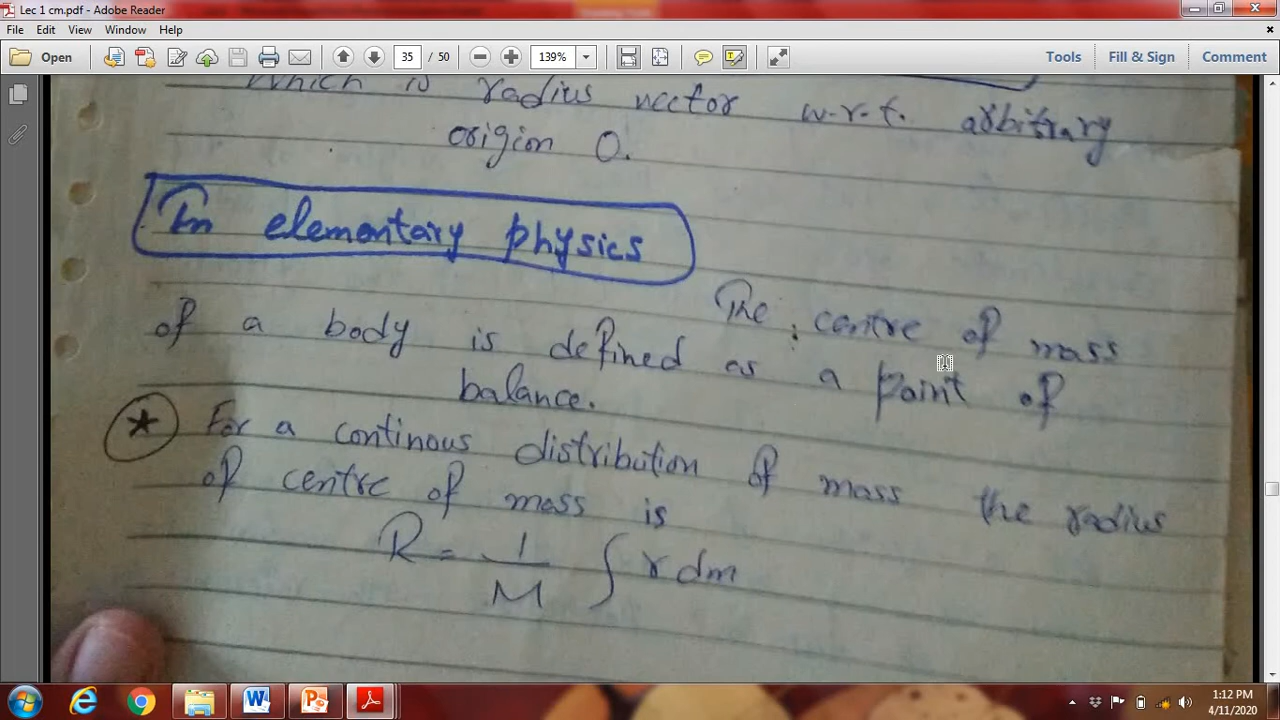 Lec 1 cm.pdf - Adobe Reader
File Edit View Window Help
Open 35 / 50 139% Tools Fill & Sign Comment
Which is radius vector w.r.t. arbitrary
origion O.
In elementary physics
The centre of mass
of a body is defined as a point of
balance.
* For a continous distribution of mass the radius
of centre of mass is
R = 1/M ∫ r dm
1:12 PM
4/11/2020